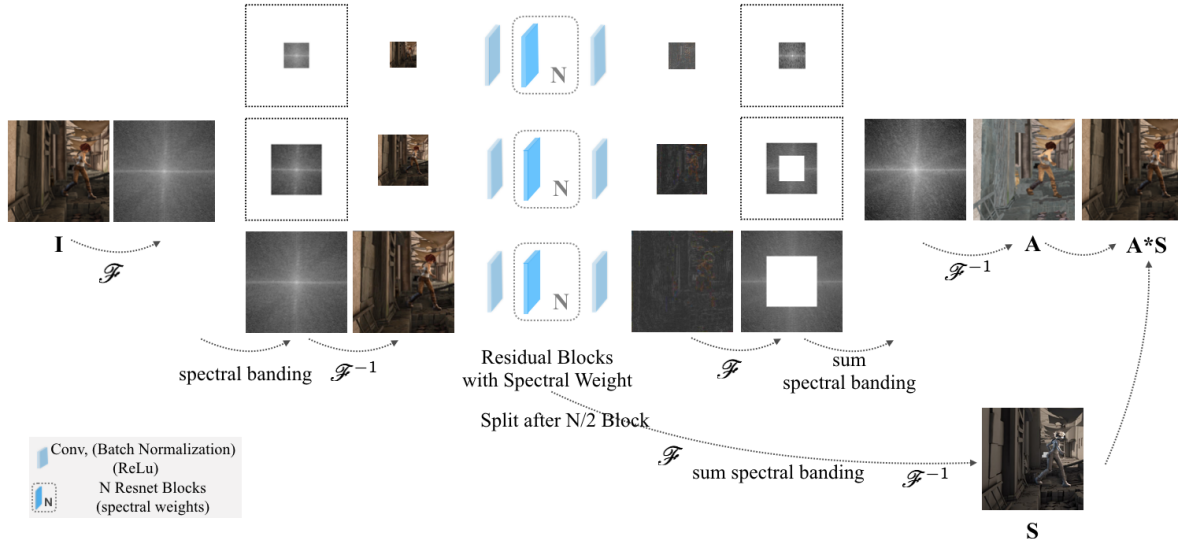 N
N
I
ℱ
ℱ⁻¹
A
A*S
N
spectral banding
ℱ⁻¹
Residual Blocks
with Spectral Weight
ℱ
sum
spectral banding
Split after N/2 Block
ℱ
sum spectral banding
ℱ⁻¹
Conv, (Batch Normalization)
(ReLu)
N
N Resnet Blocks
(spectral weights)
S